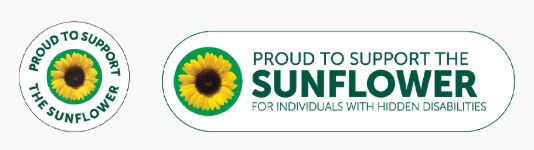 PROUD TO SUPPORT
THE SUNFLOWER
PROUD TO SUPPORT THE
SUNFLOWER
FOR INDIVIDUALS WITH HIDDEN DISABILITIES